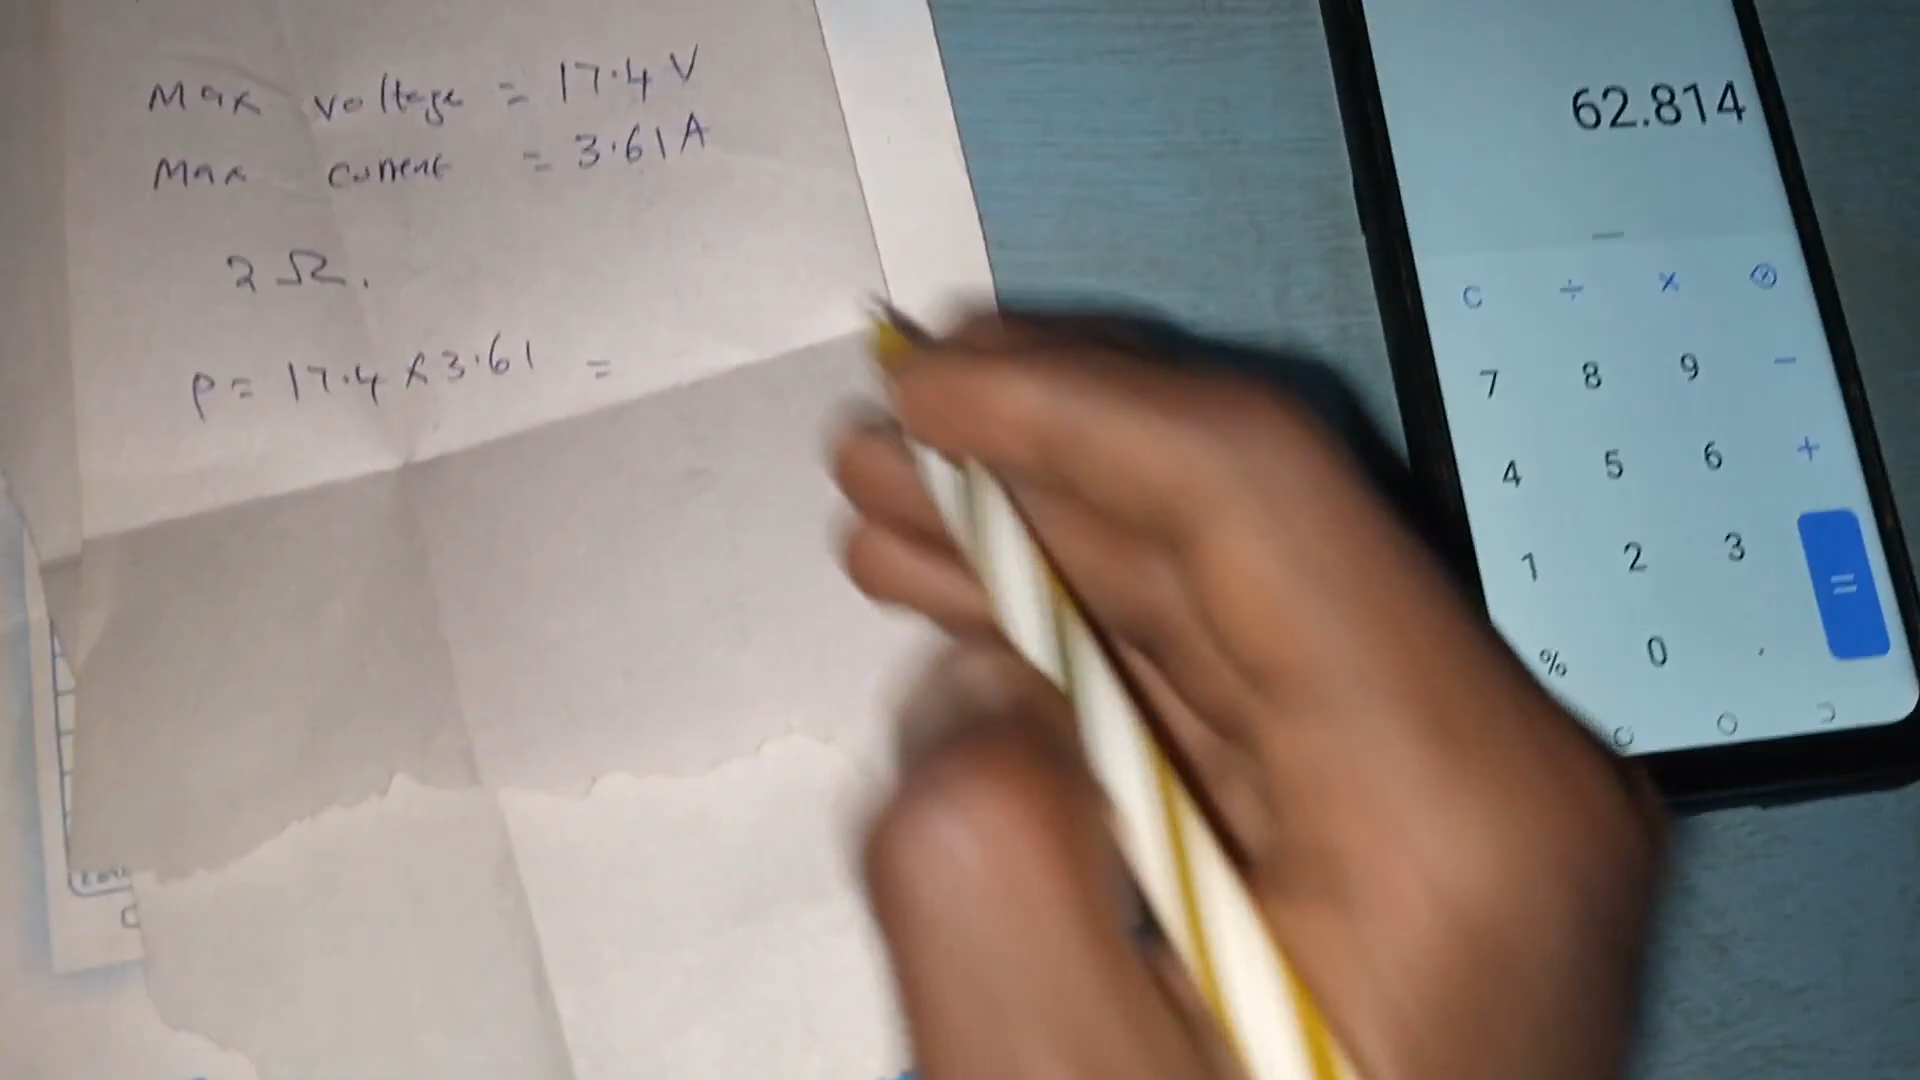 Max voltage = 17.4 V
Max current = 3.61 A
2 Ω.
P = 17.4 × 3.61 =
62.814
C ÷ ×
7 8 9 −
4 5 6 +
1 2 3 =
% 0 .